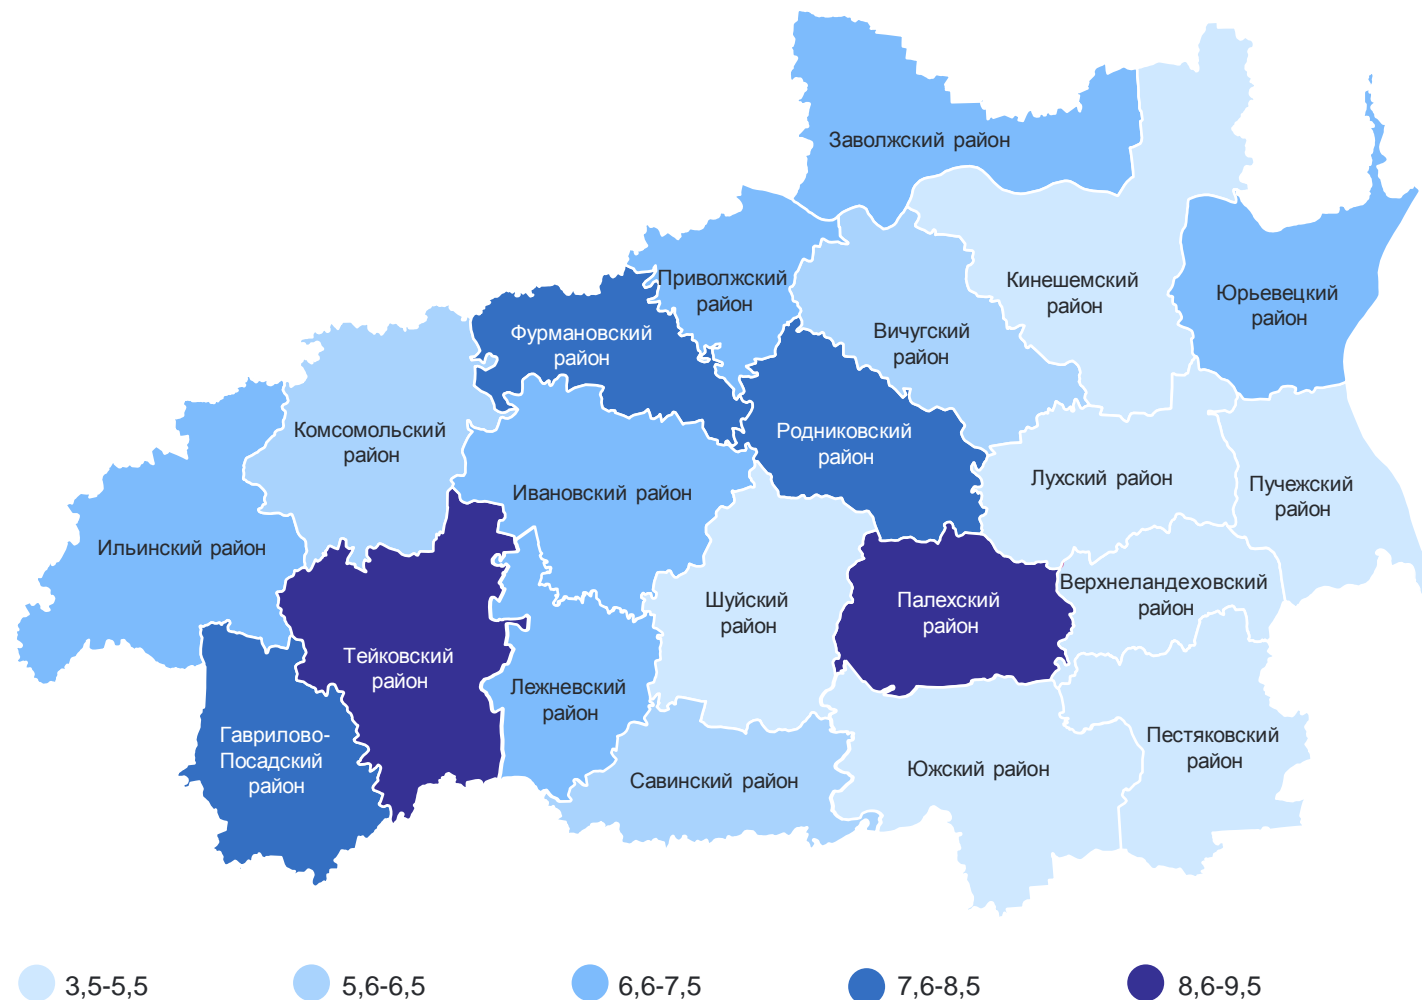 Заволжский район
Приволжский
район
Кинешемский
район
Юрьевецкий
район
Фурмановский
район
Вичугский
район
Комсомольский
район
Родниковский
район
Ивановский район
Лухский район
Пучежский
район
Ильинский район
Шуйский
район
Палехский
район
Верхнеландеховский
район
Тейковский
район
Лежневский
район
Гаврилово-
Посадский
район
Савинский район
Южский район
Пестяковский
район
3,5-5,5
5,6-6,5
6,6-7,5
7,6-8,5
8,6-9,5